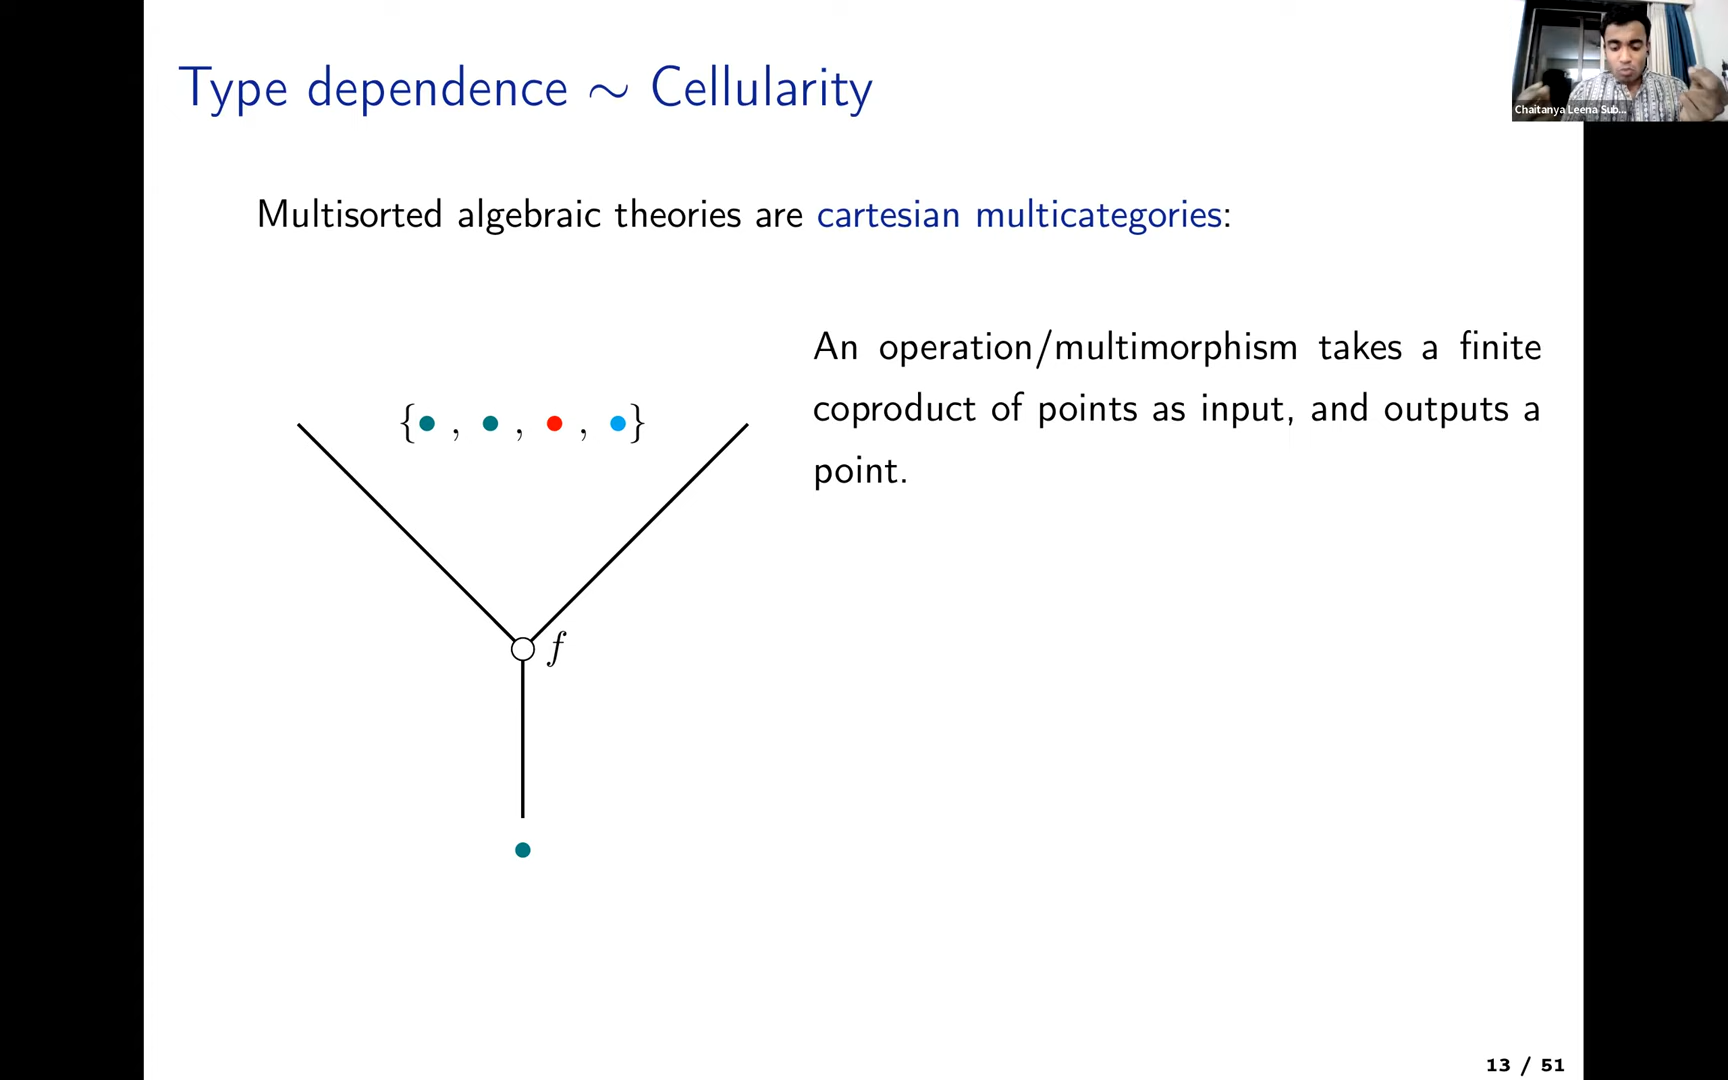 Type dependence ∼ Cellularity
Chaitanya Leena Sub...
Multisorted algebraic theories are cartesian multicategories:
An operation/multimorphism takes a finite
coproduct of points as input, and outputs a
point.
{● , ● , ● , ●}
f
13 / 51